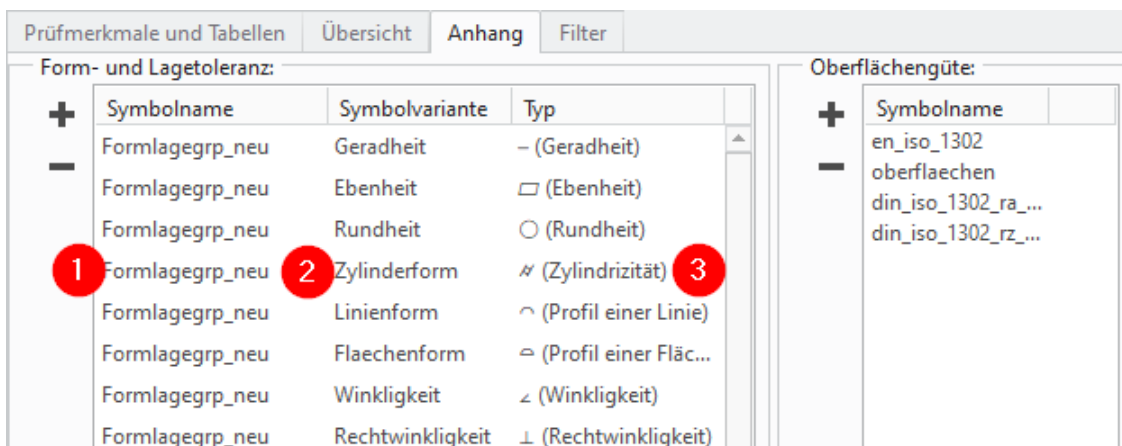 Prüfmerkmale und Tabellen Übersicht Anhang Filter
Form- und Lagetoleranz:
Symbolname Symbolvariante Typ
Formlagegrp_neu Geradheit – (Geradheit)
Formlagegrp_neu Ebenheit ▱ (Ebenheit)
Formlagegrp_neu Rundheit ○ (Rundheit)
1 Formlagegrp_neu 2 Zylinderform ⌭ (Zylindrizität) 3
Formlagegrp_neu Linienform ⌒ (Profil einer Linie)
Formlagegrp_neu Flaechenform ⌓ (Profil einer Fläc...
Formlagegrp_neu Winkligkeit ∠ (Winkligkeit)
Formlagegrp_neu Rechtwinkligkeit ⊥ (Rechtwinkligkeit)
Oberflächengüte:
Symbolname
en_iso_1302
oberflaechen
din_iso_1302_ra_...
din_iso_1302_rz_...